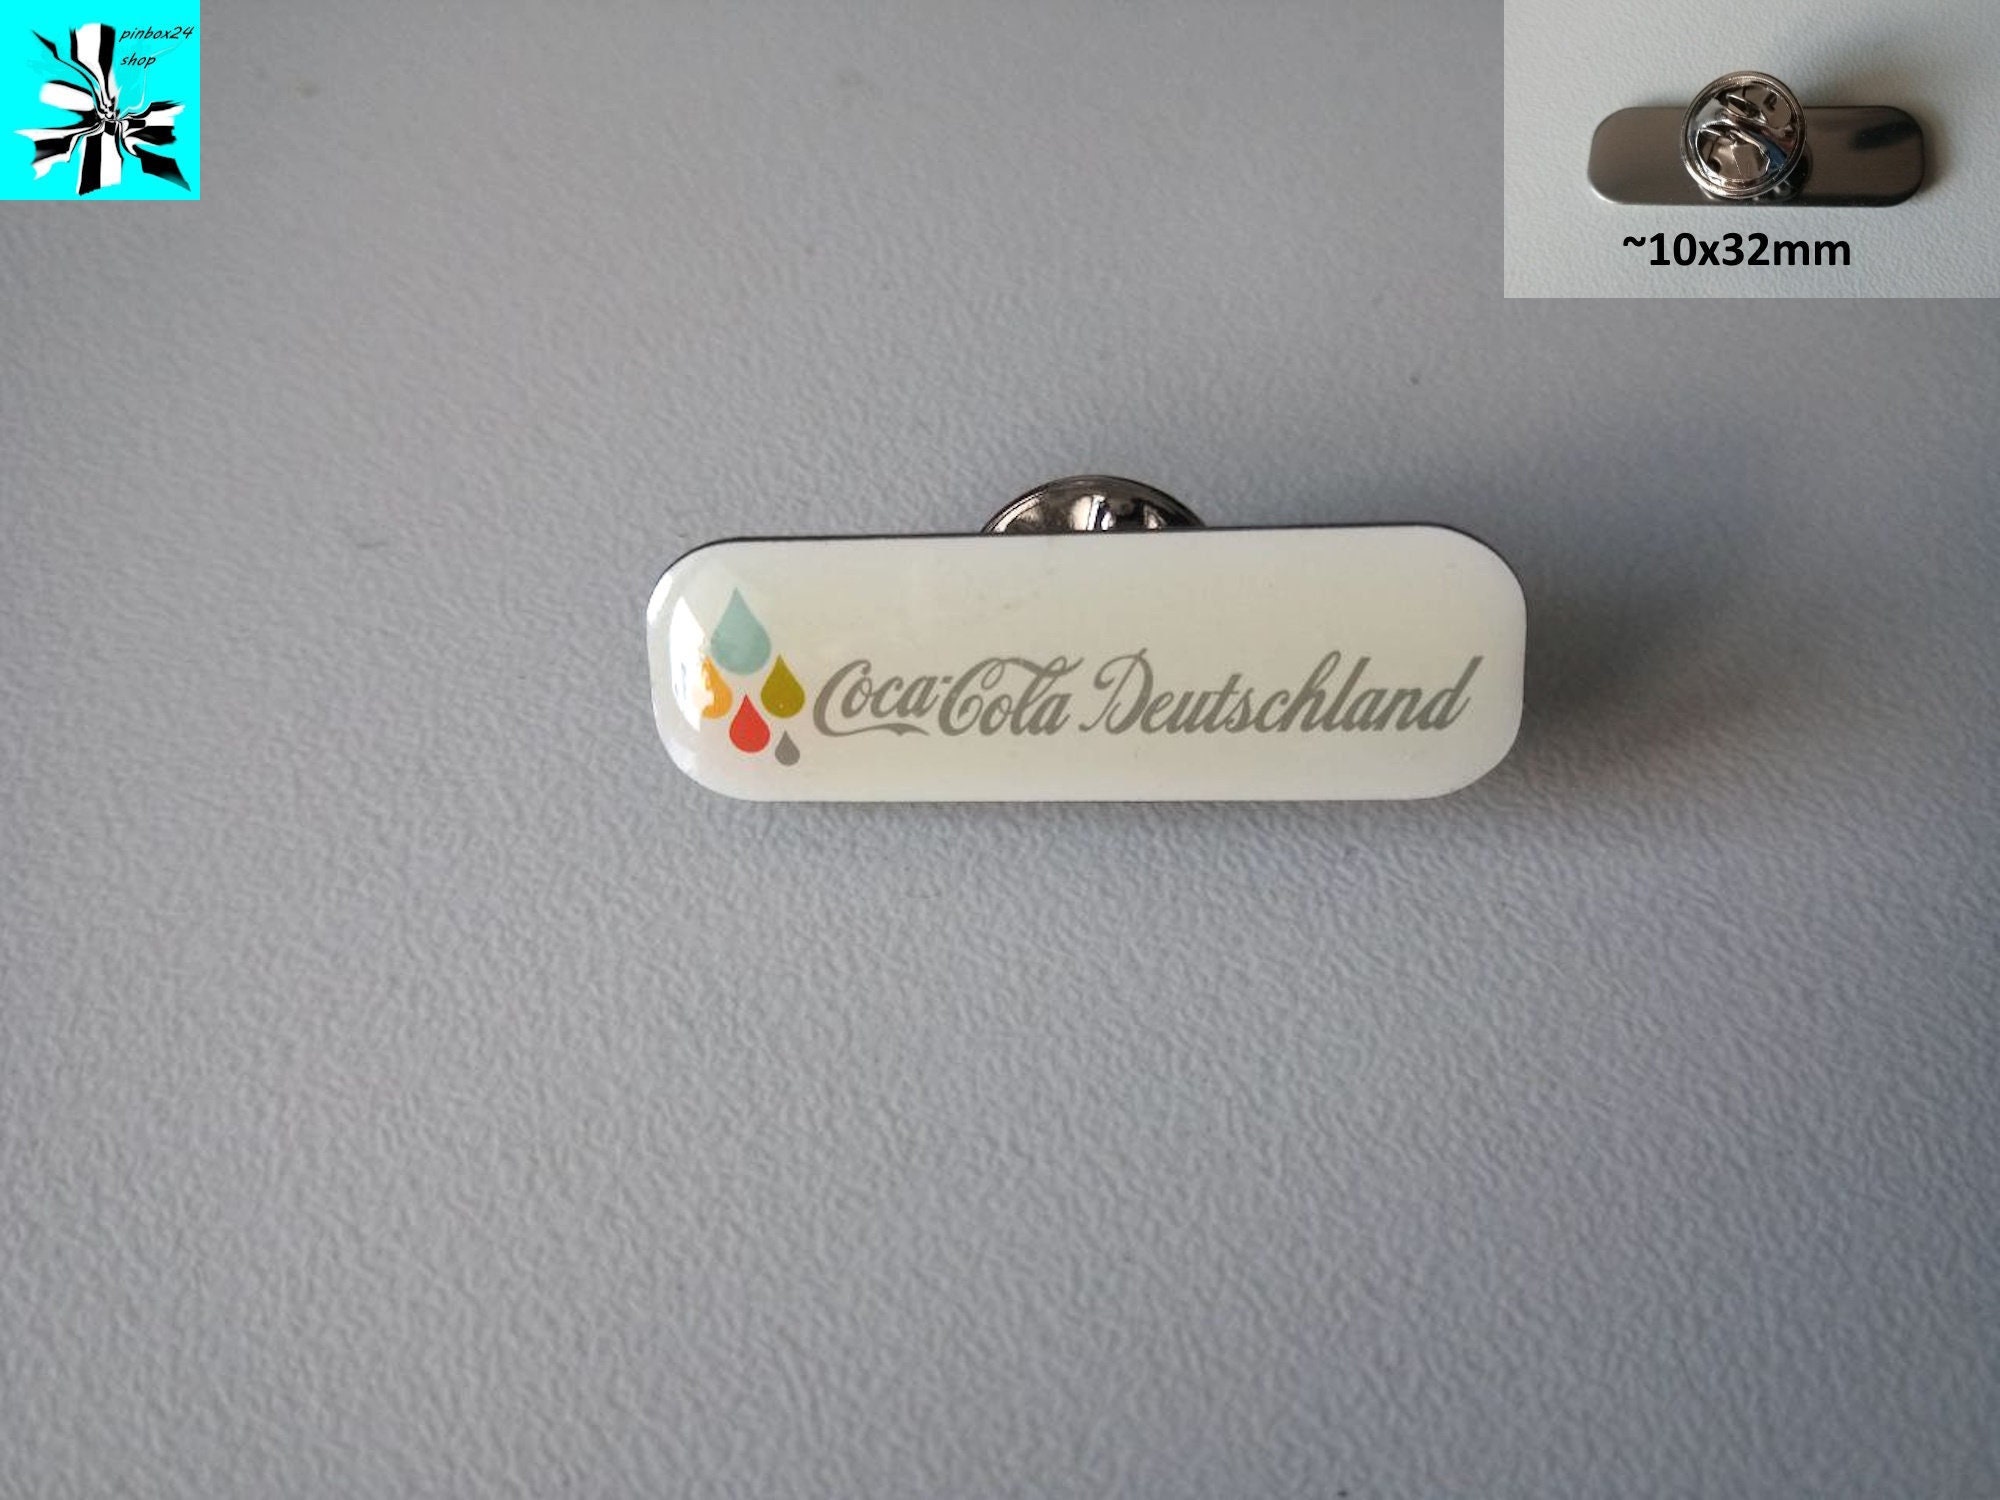 pinbox24
shop
~10x32mm
Coca-Cola Deutschland